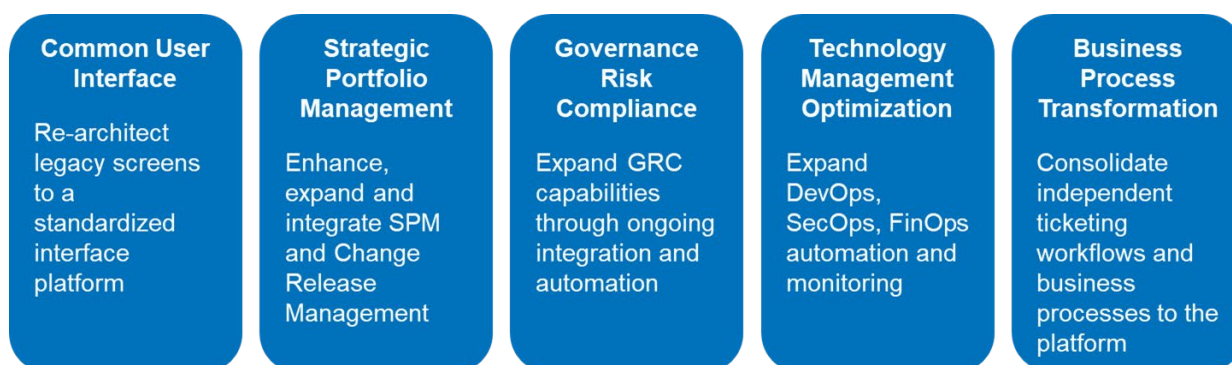 Common User
Interface
Re-architect
legacy screens
to a
standardized
interface
platform
Strategic
Portfolio
Management
Enhance,
expand and
integrate SPM
and Change
Release
Management
Governance
Risk
Compliance
Expand GRC
capabilities
through ongoing
integration and
automation
Technology
Management
Optimization
Expand
DevOps,
SecOps, FinOps
automation and
monitoring
Business
Process
Transformation
Consolidate
independent
ticketing
workflows and
business
processes to the
platform